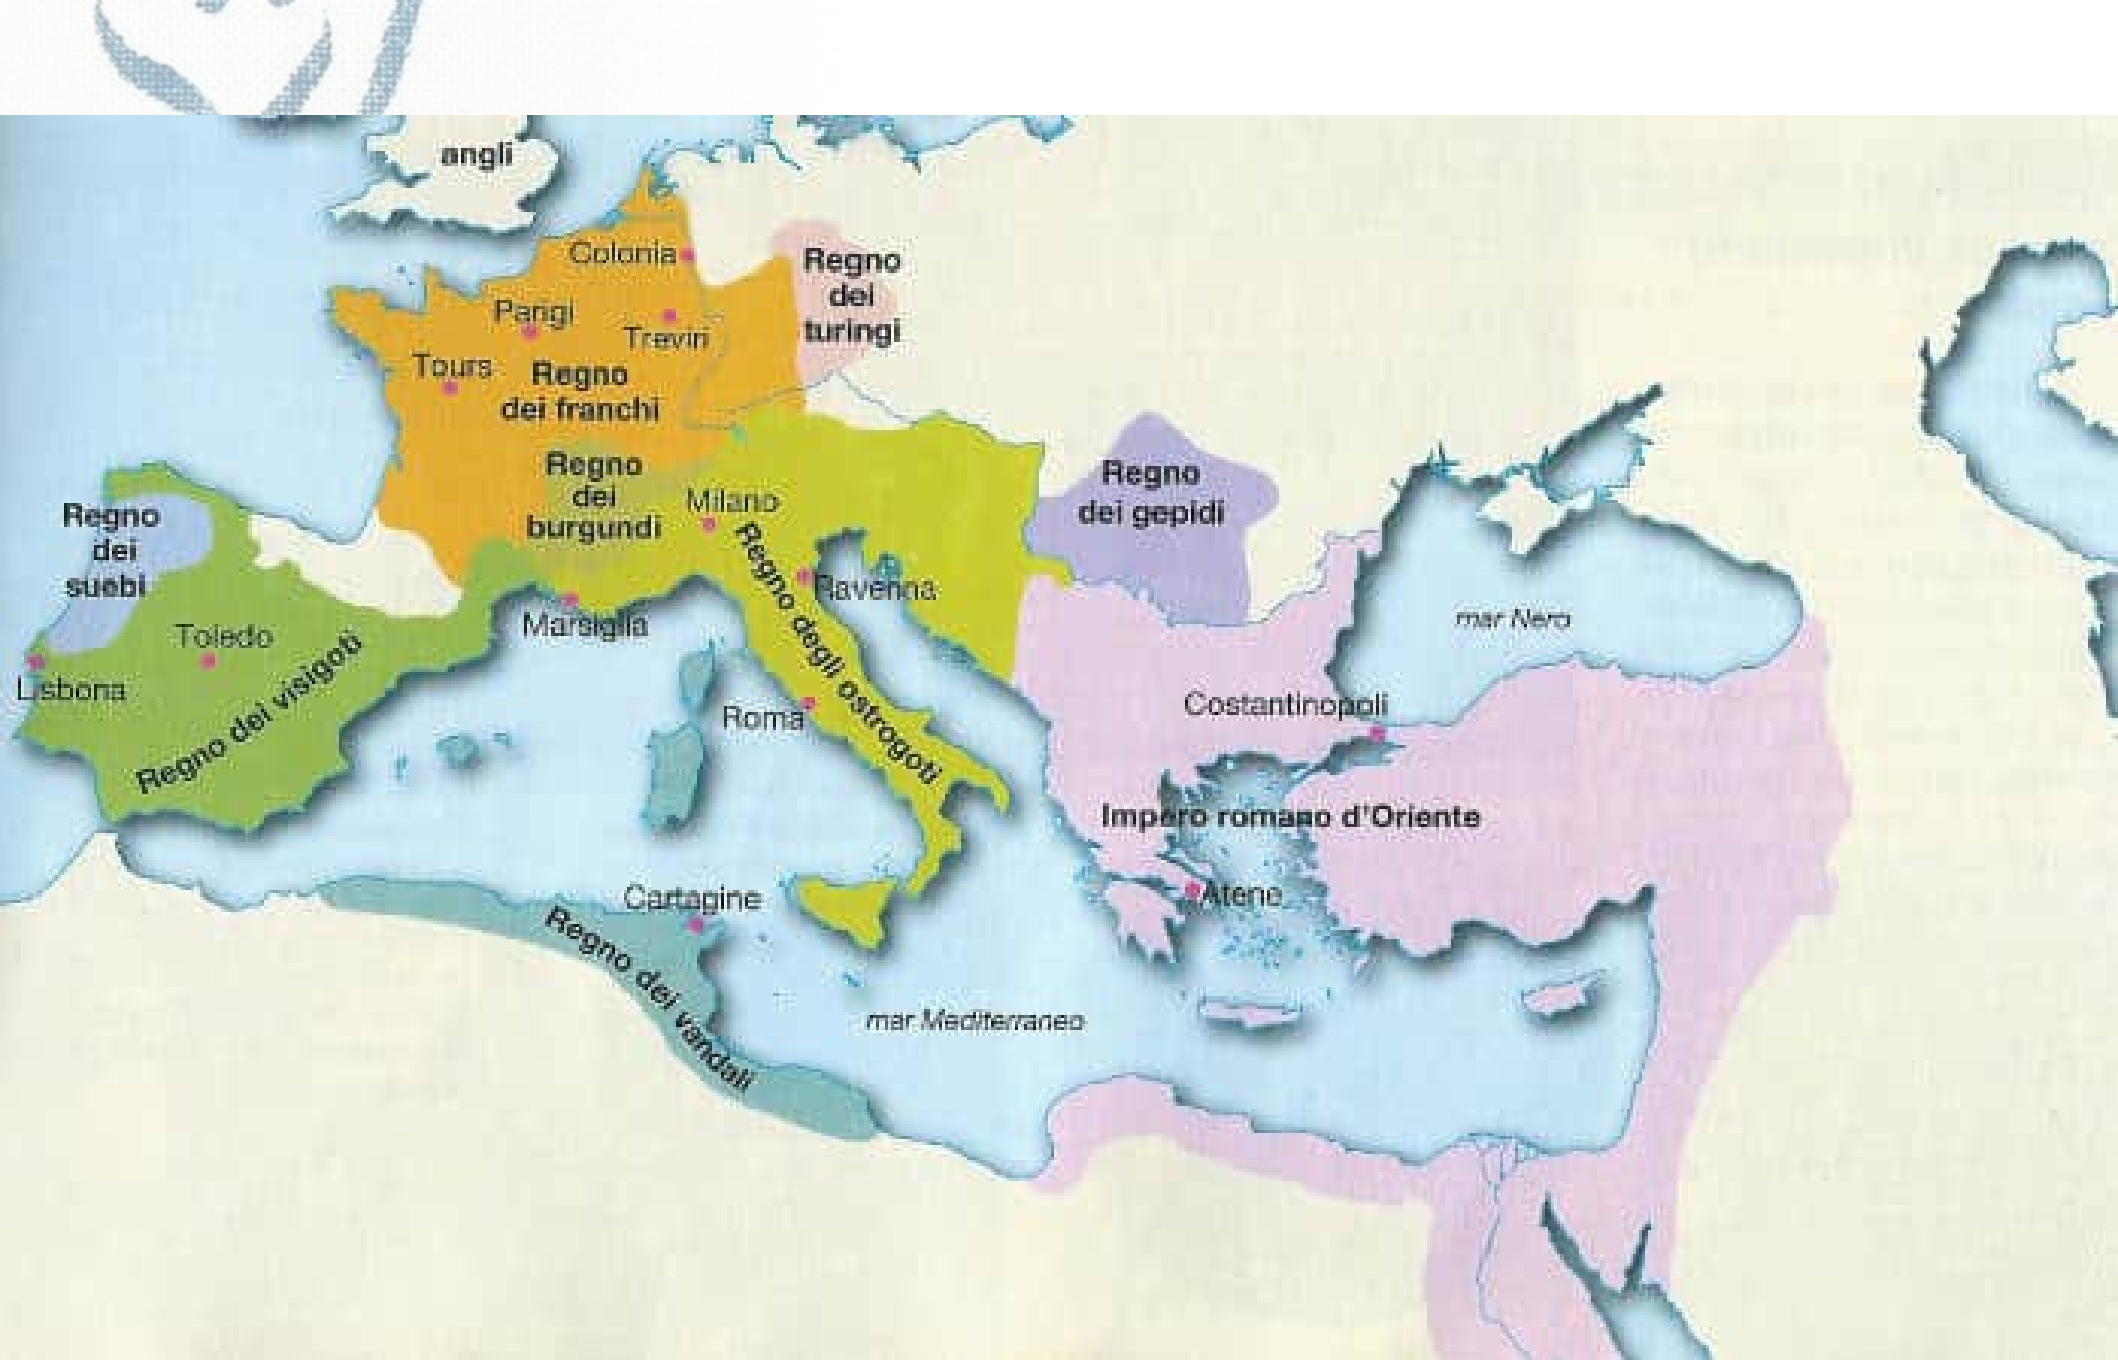 angli
Colonia
Regno
dei
turingi
Parigi
Treviri
Tours
Regno
dei franchi
Regno
dei
burgundi
Milano
Regno
dei gepidi
Regno
dei
suebi
Ravenna
Marsiglia
mar Nero
Toledo
Lisbona
Regno dei visigoti
Regno degli ostrogoti
Roma
Costantinopoli
Impero romano d'Oriente
Cartagine
Atene
Regno dei vandali
mar Mediterraneo